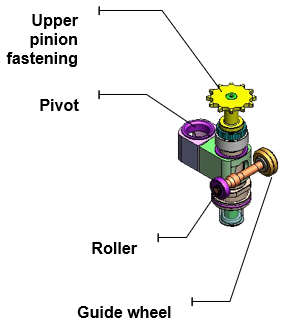 Upper
pinion
fastening
Pivot
Roller
Guide wheel